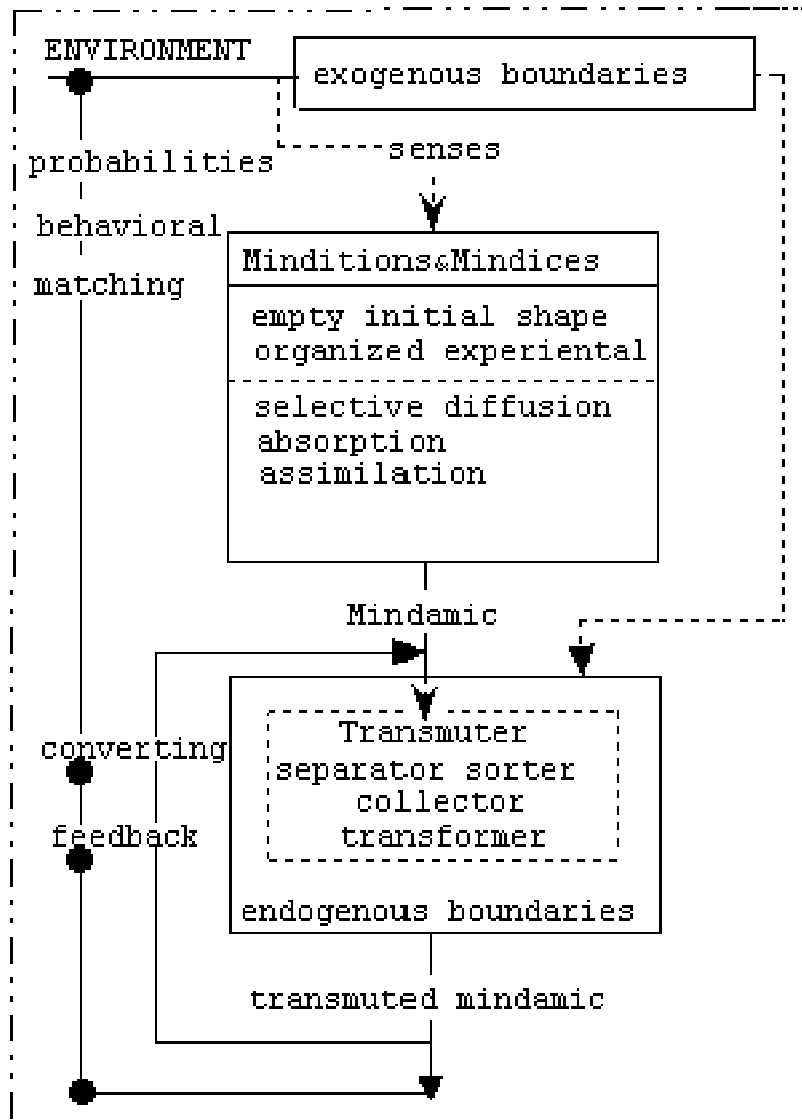 ENVIRONMENT
exogenous boundaries
senses
probabilities
behavioral
matching
Minditions&Mindices
empty initial shape
organized experiental
selective diffusion
absorption
assimilation
Mindamic
Transmuter
separator sorter
collector
transformer
converting
feedback
endogenous boundaries
transmuted mindamic